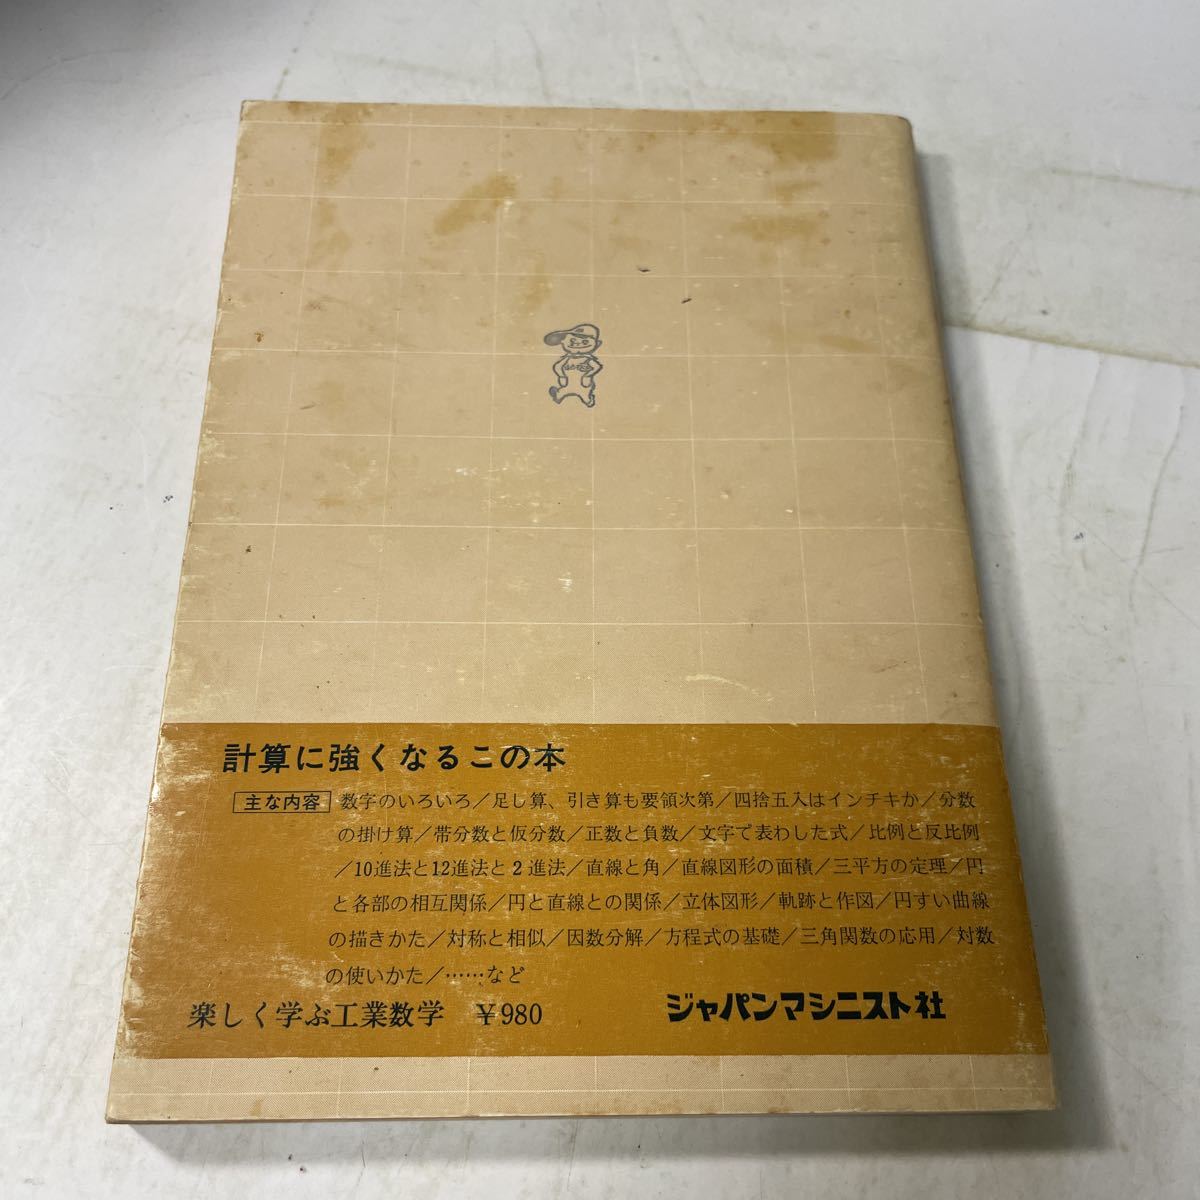 計算に強くなるこの本
主な内容 数字のいろいろ／足し算、引き算も要領次第／四捨五入はインチキか／分数
の掛け算／帯分数と仮分数／正数と負数／文字で表わした式／比例と反比例
／10進法と12進法と2進法／直線と角／直線図形の面積／三平方の定理／円
と各部の相互関係／円と直線との関係／立体図形／軌跡と作図／円すい曲線
の描きかた／対称と相似／因数分解／方程式の基礎／三角関数の応用／対数
の使いかた／……など
楽しく学ぶ工業数学 ￥980 ジャパンマシニスト社